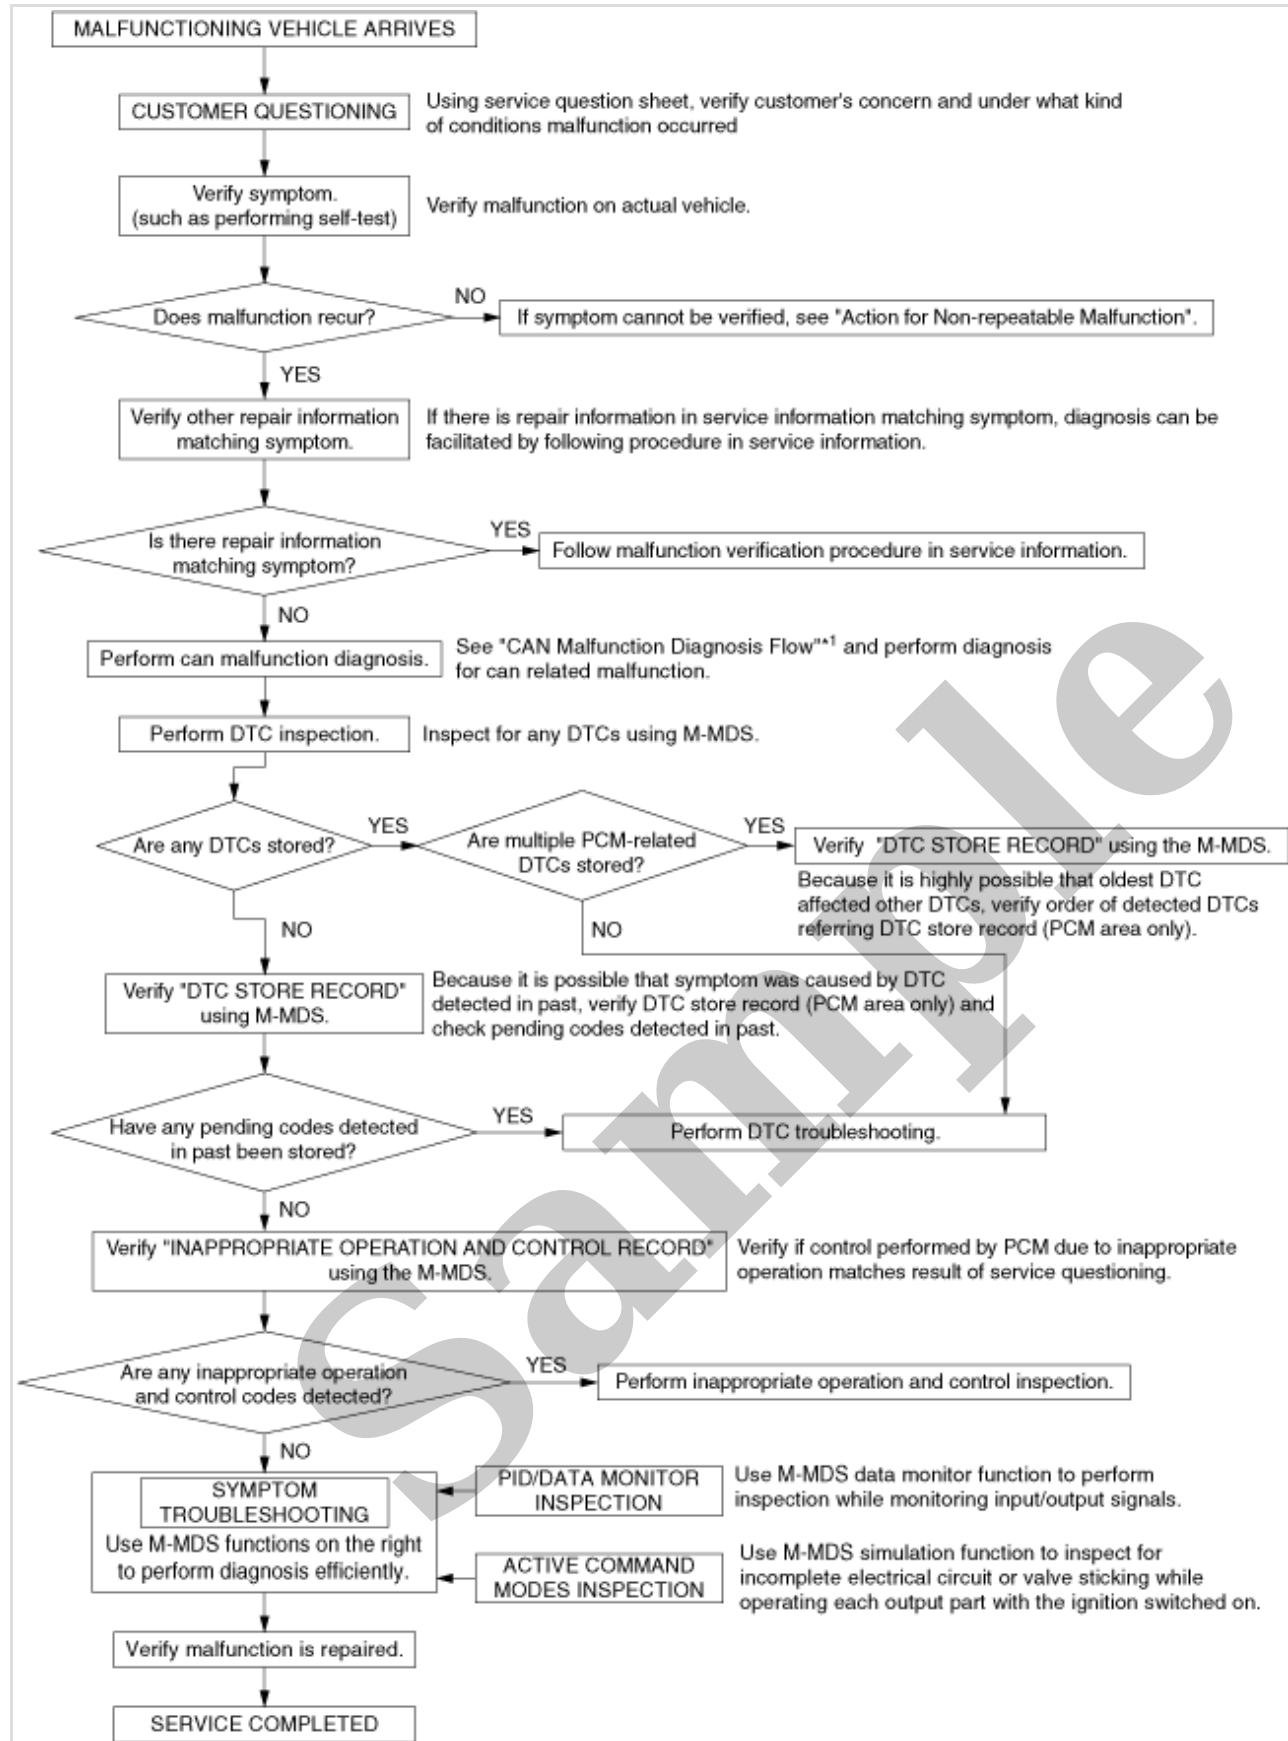 MALFUNCTIONING VEHICLE ARRIVES
CUSTOMER QUESTIONING
Using service question sheet, verify customer's concern and under what kind
of conditions malfunction occurred
Verify symptom.
(such as performing self-test)
Verify malfunction on actual vehicle.
Does malfunction recur?
NO
If symptom cannot be verified, see "Action for Non-repeatable Malfunction".
YES
Verify other repair information
matching symptom.
If there is repair information in service information matching symptom, diagnosis can be
facilitated by following procedure in service information.
Is there repair information
matching symptom?
YES
Follow malfunction verification procedure in service information.
NO
Perform can malfunction diagnosis.
See "CAN Malfunction Diagnosis Flow"*1 and perform diagnosis
for can related malfunction.
Perform DTC inspection.
Inspect for any DTCs using M-MDS.
Are any DTCs stored?
YES
Are multiple PCM-related
DTCs stored?
YES
Verify "DTC STORE RECORD" using the M-MDS.
Because it is highly possible that oldest DTC
affected other DTCs, verify order of detected DTCs
referring DTC store record (PCM area only).
NO
NO
Verify "DTC STORE RECORD"
using M-MDS.
Because it is possible that symptom was caused by DTC
detected in past, verify DTC store record (PCM area only) and
check pending codes detected in past.
Have any pending codes detected
in past been stored?
YES
Perform DTC troubleshooting.
NO
Verify "INAPPROPRIATE OPERATION AND CONTROL RECORD"
using the M-MDS.
Verify if control performed by PCM due to inappropriate
operation matches result of service questioning.
Are any inappropriate operation
and control codes detected?
YES
Perform inappropriate operation and control inspection.
NO
SYMPTOM
TROUBLESHOOTING
Use M-MDS functions on the right
to perform diagnosis efficiently.
PID/DATA MONITOR
INSPECTION
Use M-MDS data monitor function to perform
inspection while monitoring input/output signals.
ACTIVE COMMAND
MODES INSPECTION
Use M-MDS simulation function to inspect for
incomplete electrical circuit or valve sticking while
operating each output part with the ignition switched on.
Verify malfunction is repaired.
SERVICE COMPLETED
Sample